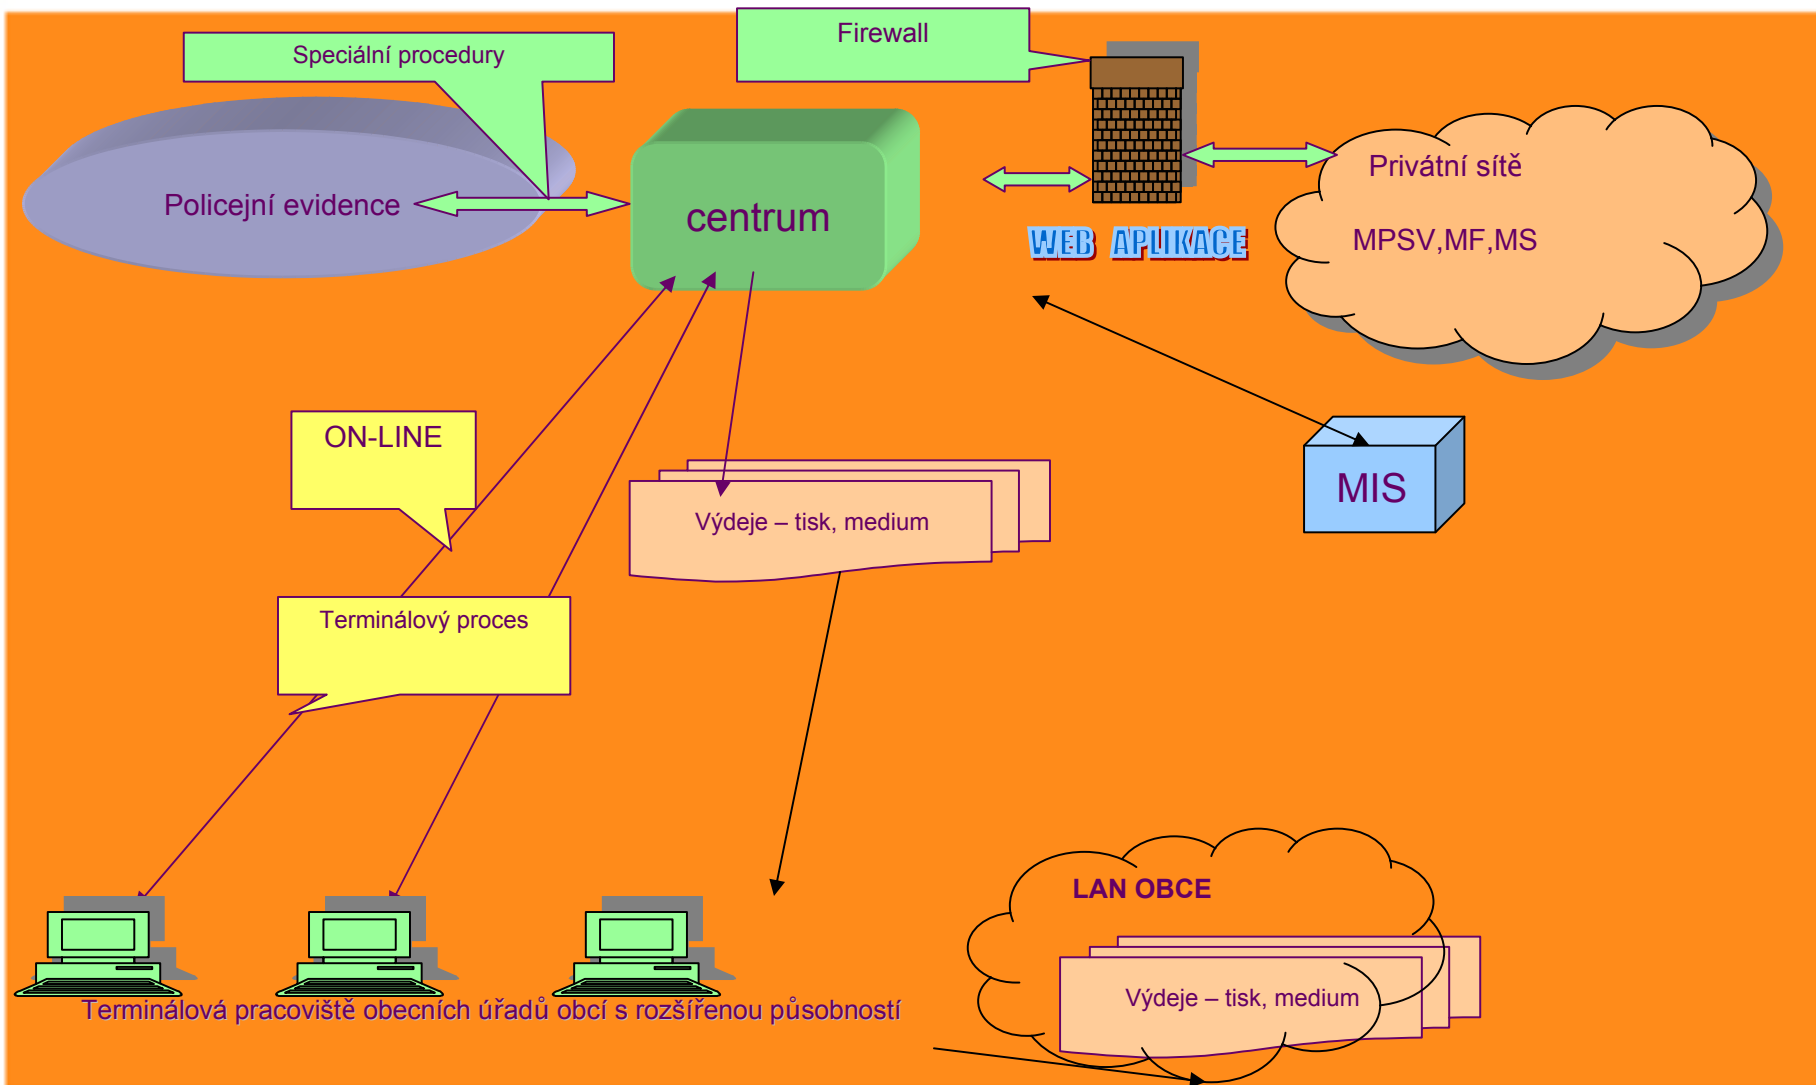 Speciální procedury
Firewall
Policejní evidence
centrum
Privátní sítě
MPSV,MF,MS
WEB APLIKACE
ON-LINE
MIS
Výdeje – tisk, medium
Terminálový proces
LAN OBCE
Výdeje – tisk, medium
Terminálová pracoviště obecních úřadů obcí s rozšířenou působností